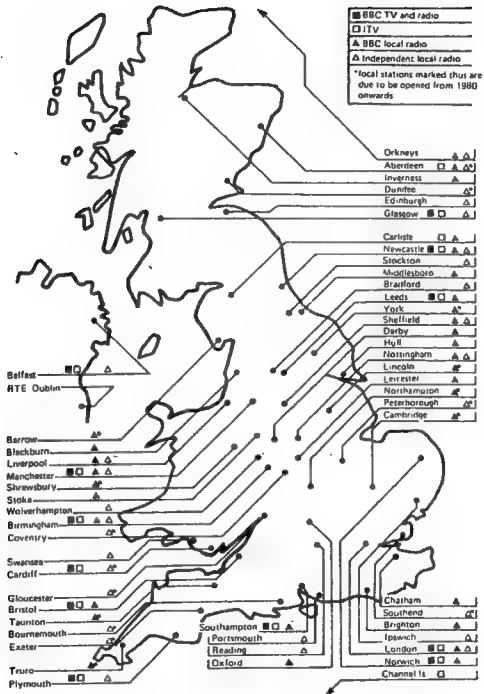 BBC TV and radio
ITV
BBC local radio
Independent local radio
*local stations marked thus are
due to be opened from 1980
onwards
Orkneys
Aberdeen
Inverness
Dundee
Edinburgh
Glasgow
Carlisle
Newcastle
Stockton
Middlesboro
Bradford
Leeds
York
Sheffield
Derby
Hull
Nottingham
Lincoln
Leicester
Northampton
Peterborough
Cambridge
Belfast
RTE Dublin
Barrow
Blackburn
Liverpool
Manchester
Shrewsbury
Stoke
Wolverhampton
Birmingham
Coventry
Swansea
Cardiff
Gloucester
Bristol
Taunton
Bournemouth
Exeter
Truro
Plymouth
Southampton
Portsmouth
Reading
Oxford
Chatham
Southend
Brighton
Ipswich
London
Norwich
Channel Is